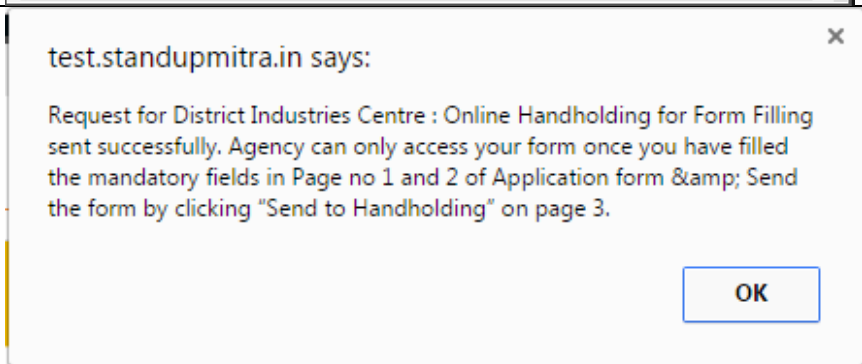 test.standupmitra.in says:
Request for District Industries Centre : Online Handholding for Form Filling
sent successfully. Agency can only access your form once you have filled
the mandatory fields in Page no 1 and 2 of Application form &amp; Send
the form by clicking “Send to Handholding” on page 3.
OK